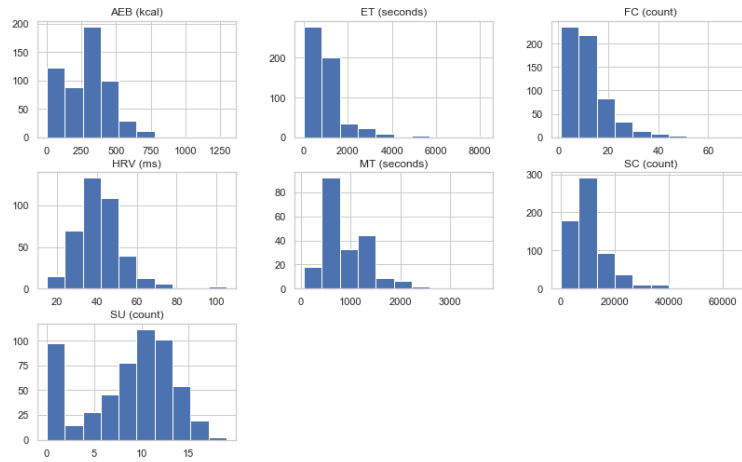 AEB (kcal)
200
150
100
50
0
0 250 500 750 1000 1250
ET (seconds)
200
100
0
0 2000 4000 6000 8000
FC (count)
200
150
100
50
0
0 20 40 60
HRV (ms)
100
50
0
20 40 60 80 100
MT (seconds)
80
60
40
20
0
0 1000 2000 3000
SC (count)
300
200
100
0
0 20000 40000 60000
SU (count)
100
75
50
25
0
0 5 10 15